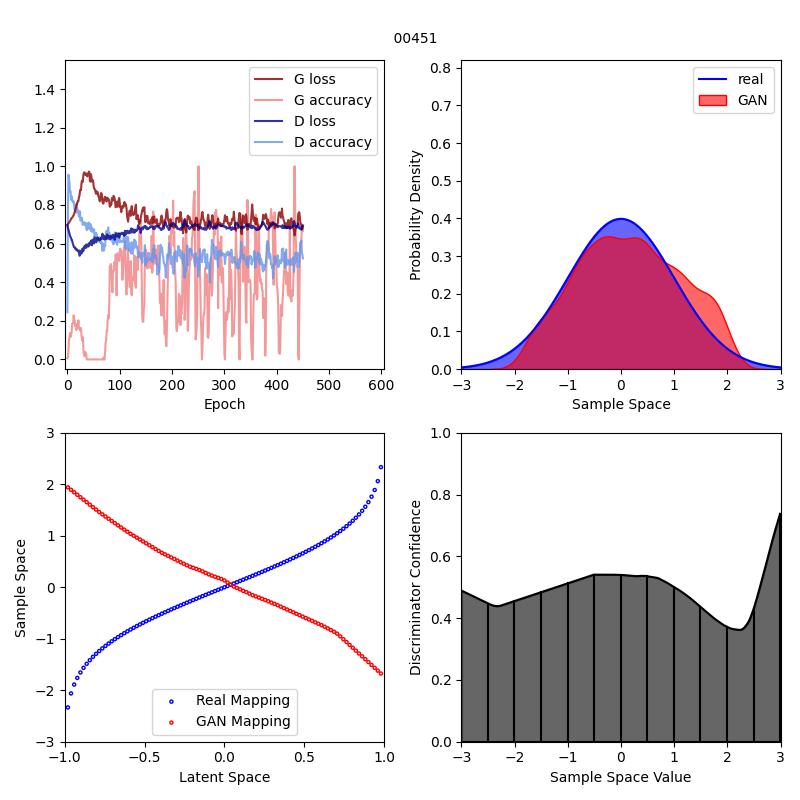 00451
1.4
1.2
1.0
0.8
0.6
0.4
0.2
0.0
0 100 200 300 400 500 600
Epoch
G loss
G accuracy
D loss
D accuracy
0.8
0.7
0.6
0.5
0.4
0.3
0.2
0.1
0.0
Probability Density
−3 −2 −1 0 1 2 3
Sample Space
real
GAN
3
2
1
0
−1
−2
−3
Sample Space
−1.0 −0.5 0.0 0.5 1.0
Latent Space
Real Mapping
GAN Mapping
1.0
0.8
0.6
0.4
0.2
0.0
Discriminator Confidence
−3 −2 −1 0 1 2 3
Sample Space Value